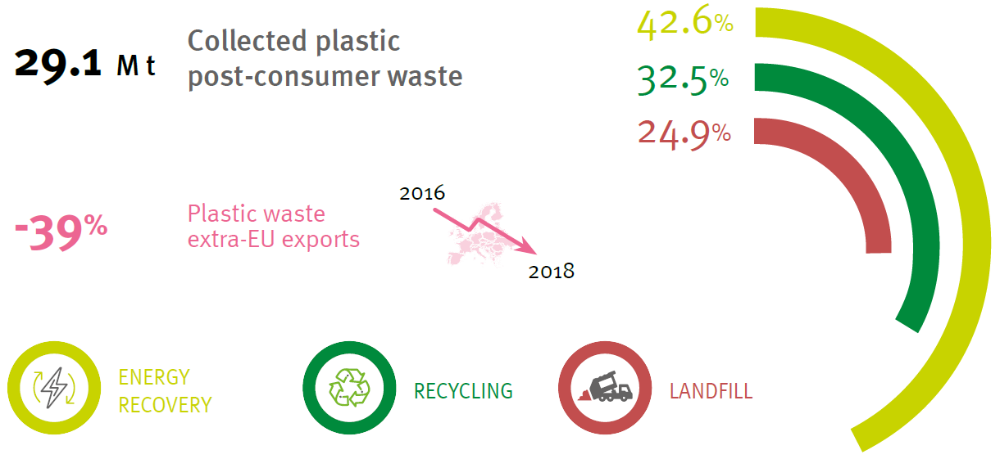 29.1 M t
Collected plastic
post-consumer waste
42.6%
32.5%
24.9%
-39%
Plastic waste
extra-EU exports
2016
2018
ENERGY
RECOVERY
RECYCLING
LANDFILL